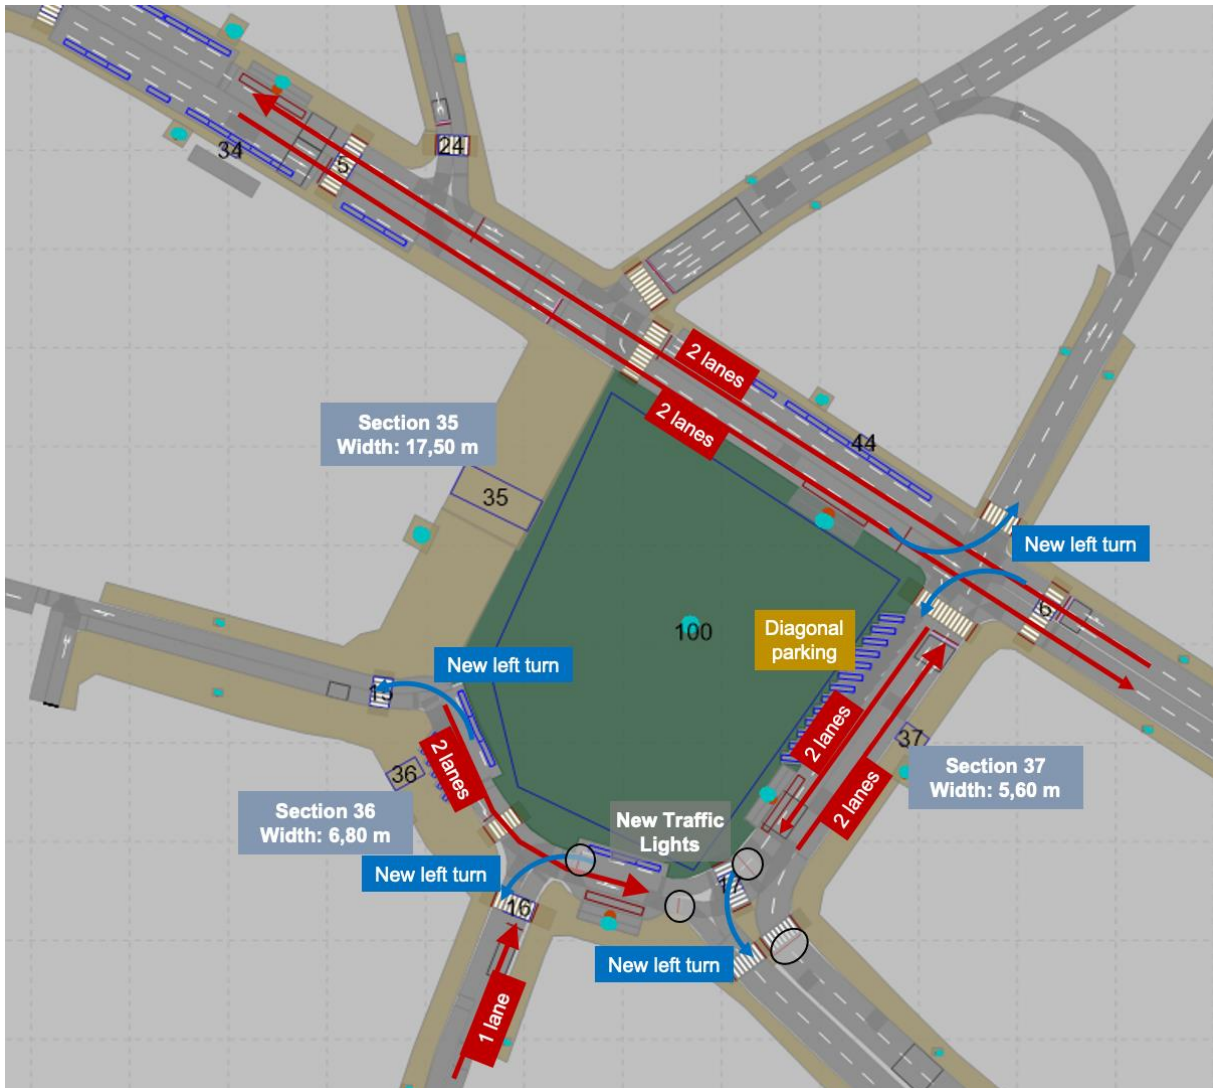 24
34
5
2 lanes
2 lanes
44
Section 35
Width: 17,50 m
35
New left turn
6
100
Diagonal
parking
New left turn
15
2 lanes
37
2 lanes
36
Section 37
Width: 5,60 m
2 lanes
Section 36
Width: 6,80 m
New Traffic
Lights
New left turn
17
16
New left turn
1 lane